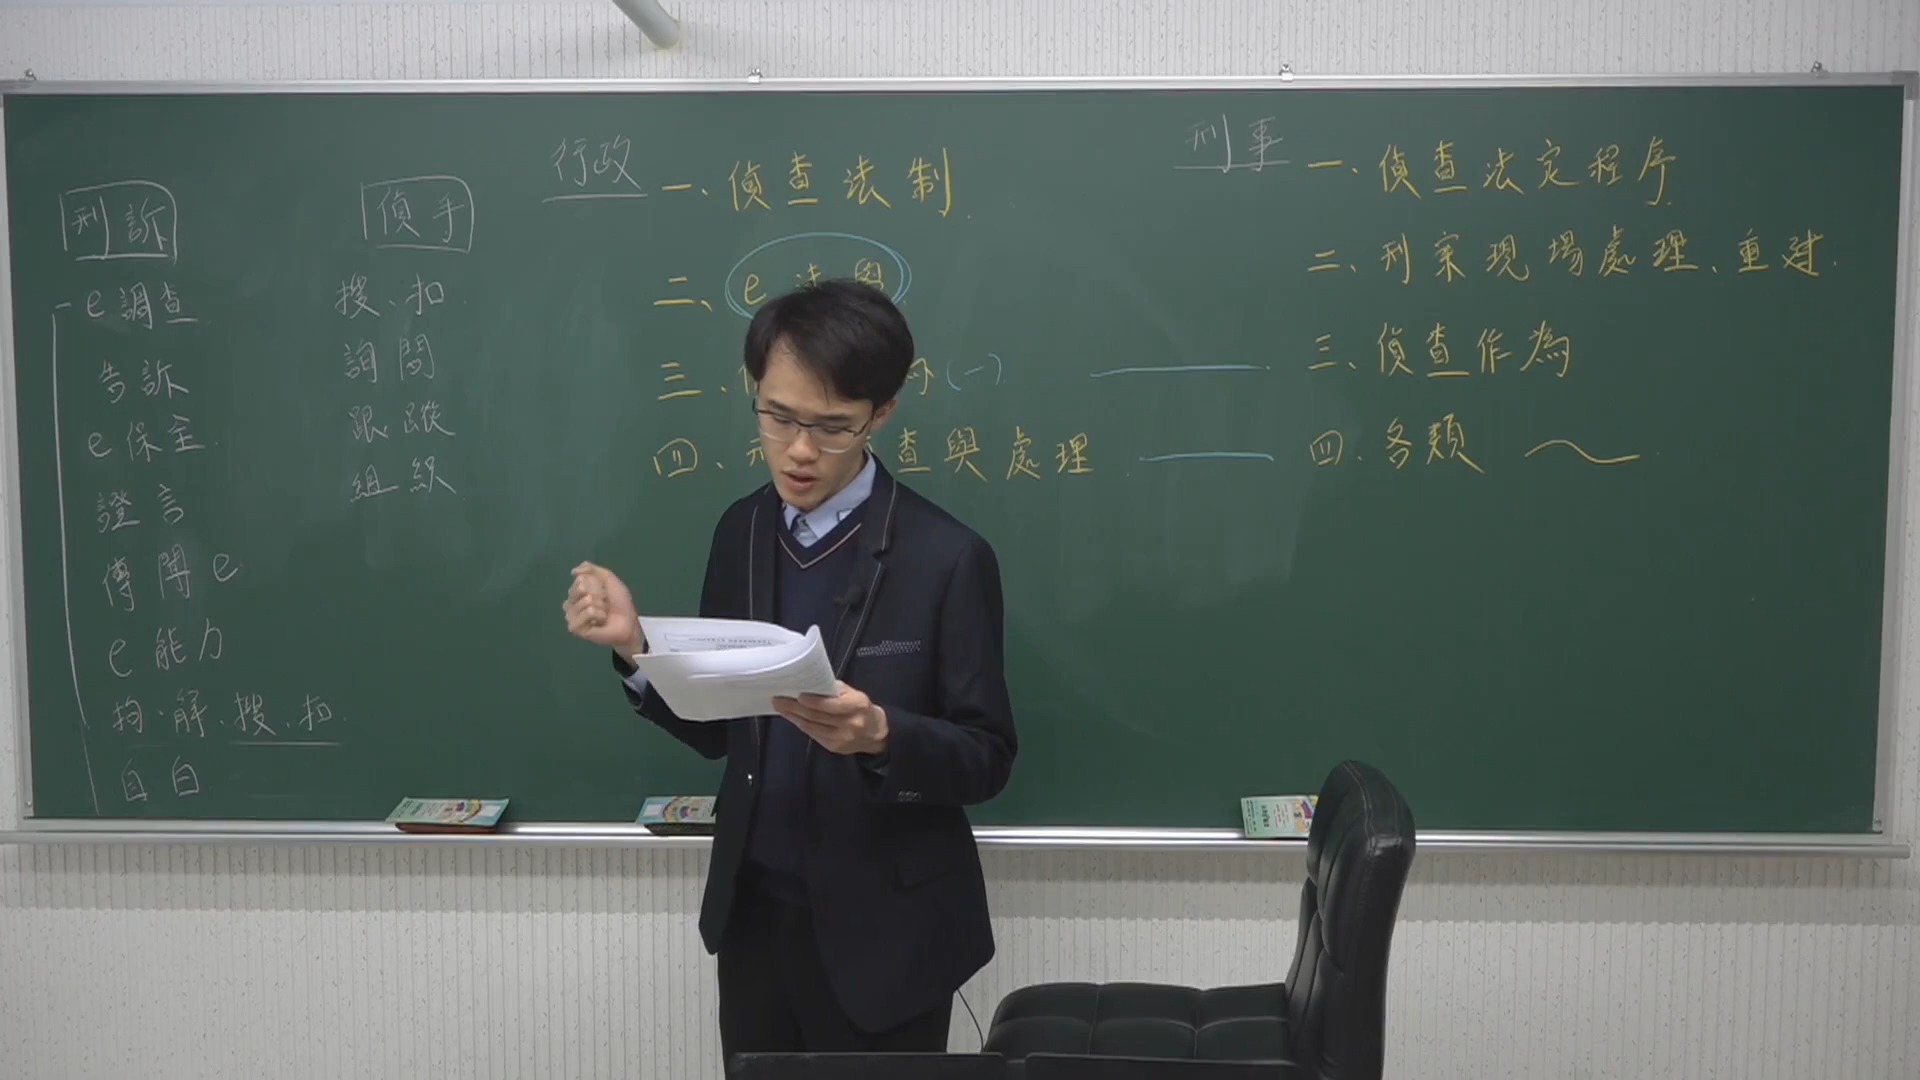 刑訴
e調查
告訴
e保全
證言
傳聞e
e能力
拘.解.搜.扣.
自白
偵手
搜、扣.
詢問
跟蹤
組織
行政
一、偵查法制
二、e
三、(一)
四、查與處理
刑事
一、偵查法定程序
二、刑案現場處理、重建.
三、偵查作為
四、各類